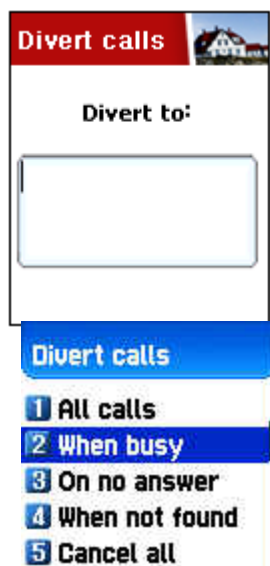 Divert calls
Divert to:
Divert calls
1 All calls
2 When busy
3 On no answer
4 When not found
5 Cancel all